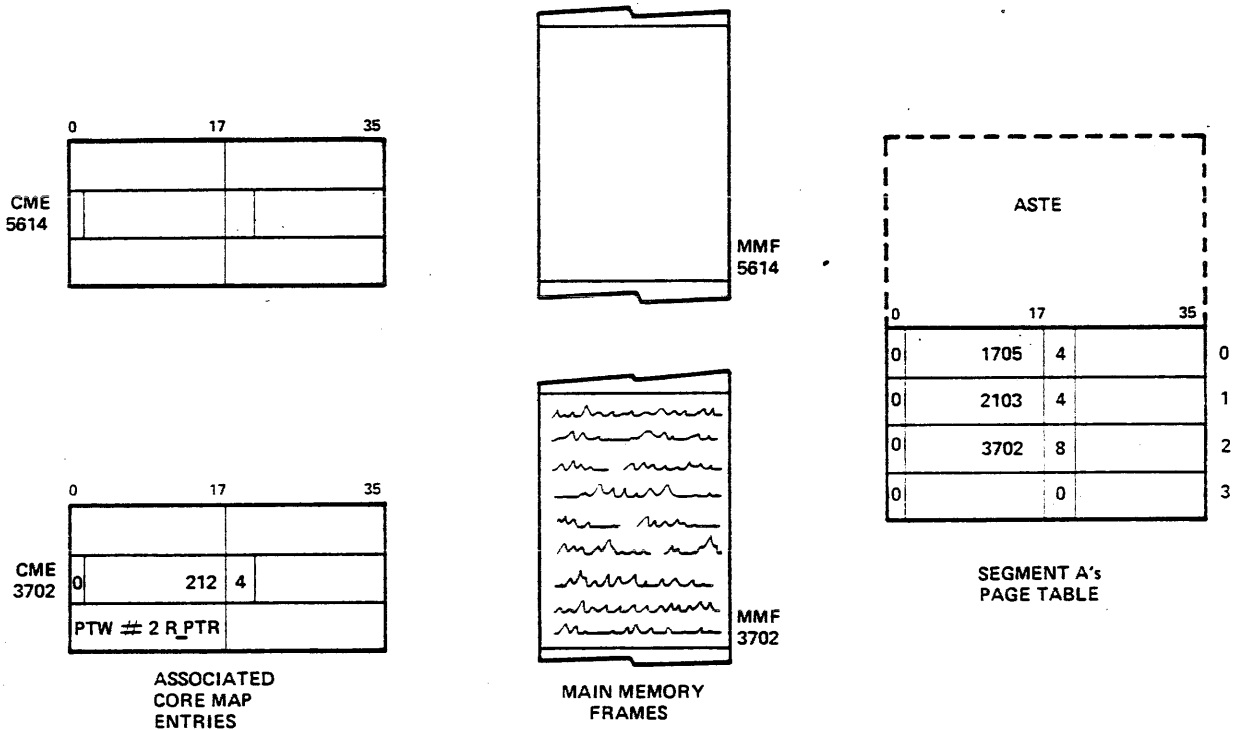 0 17 35
CME
5614
MMF
5614
ASTE
0 17 35
0 1705 4 0
0 2103 4 1
0 3702 8 2
0 0 3
SEGMENT A's
PAGE TABLE
0 17 35
CME
3702
0 212 4
PTW # 2 R_PTR
MMF
3702
ASSOCIATED
CORE MAP
ENTRIES
MAIN MEMORY
FRAMES